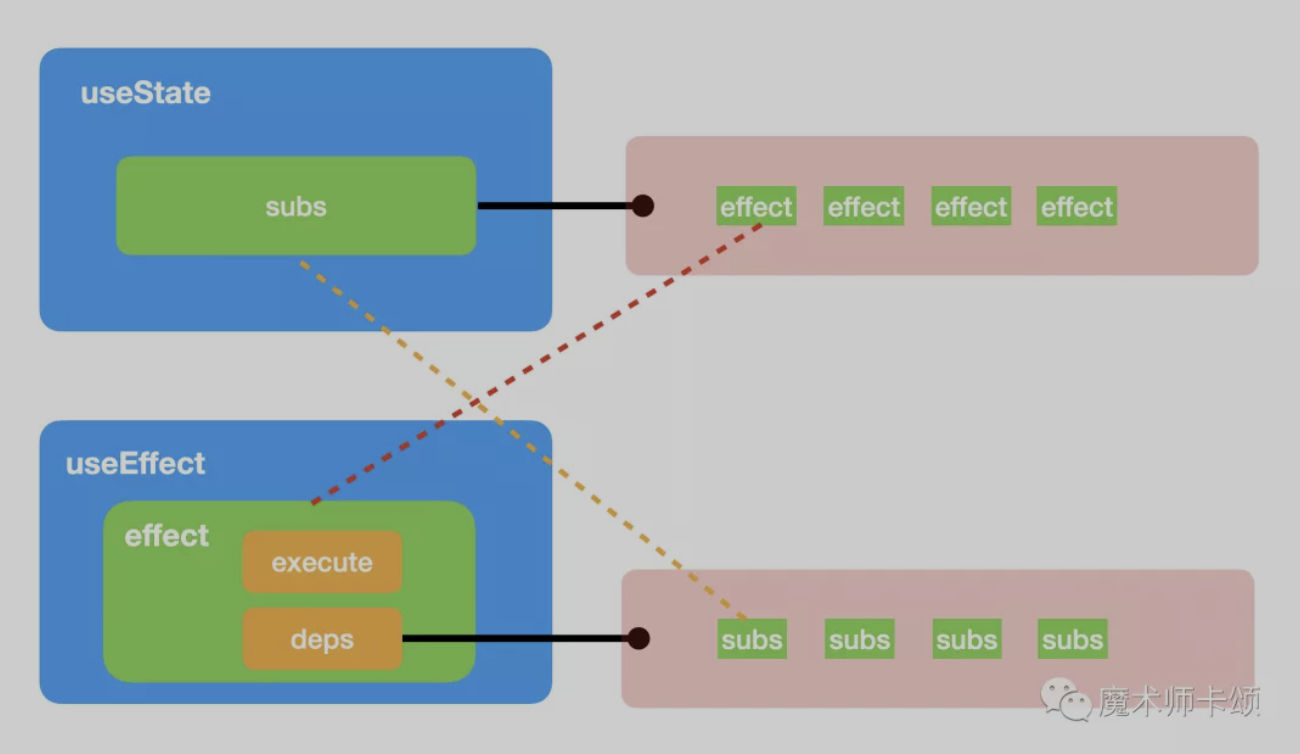 useState
subs
effect effect effect effect
useEffect
effect
execute
deps
subs subs subs subs
魔术师卡颂